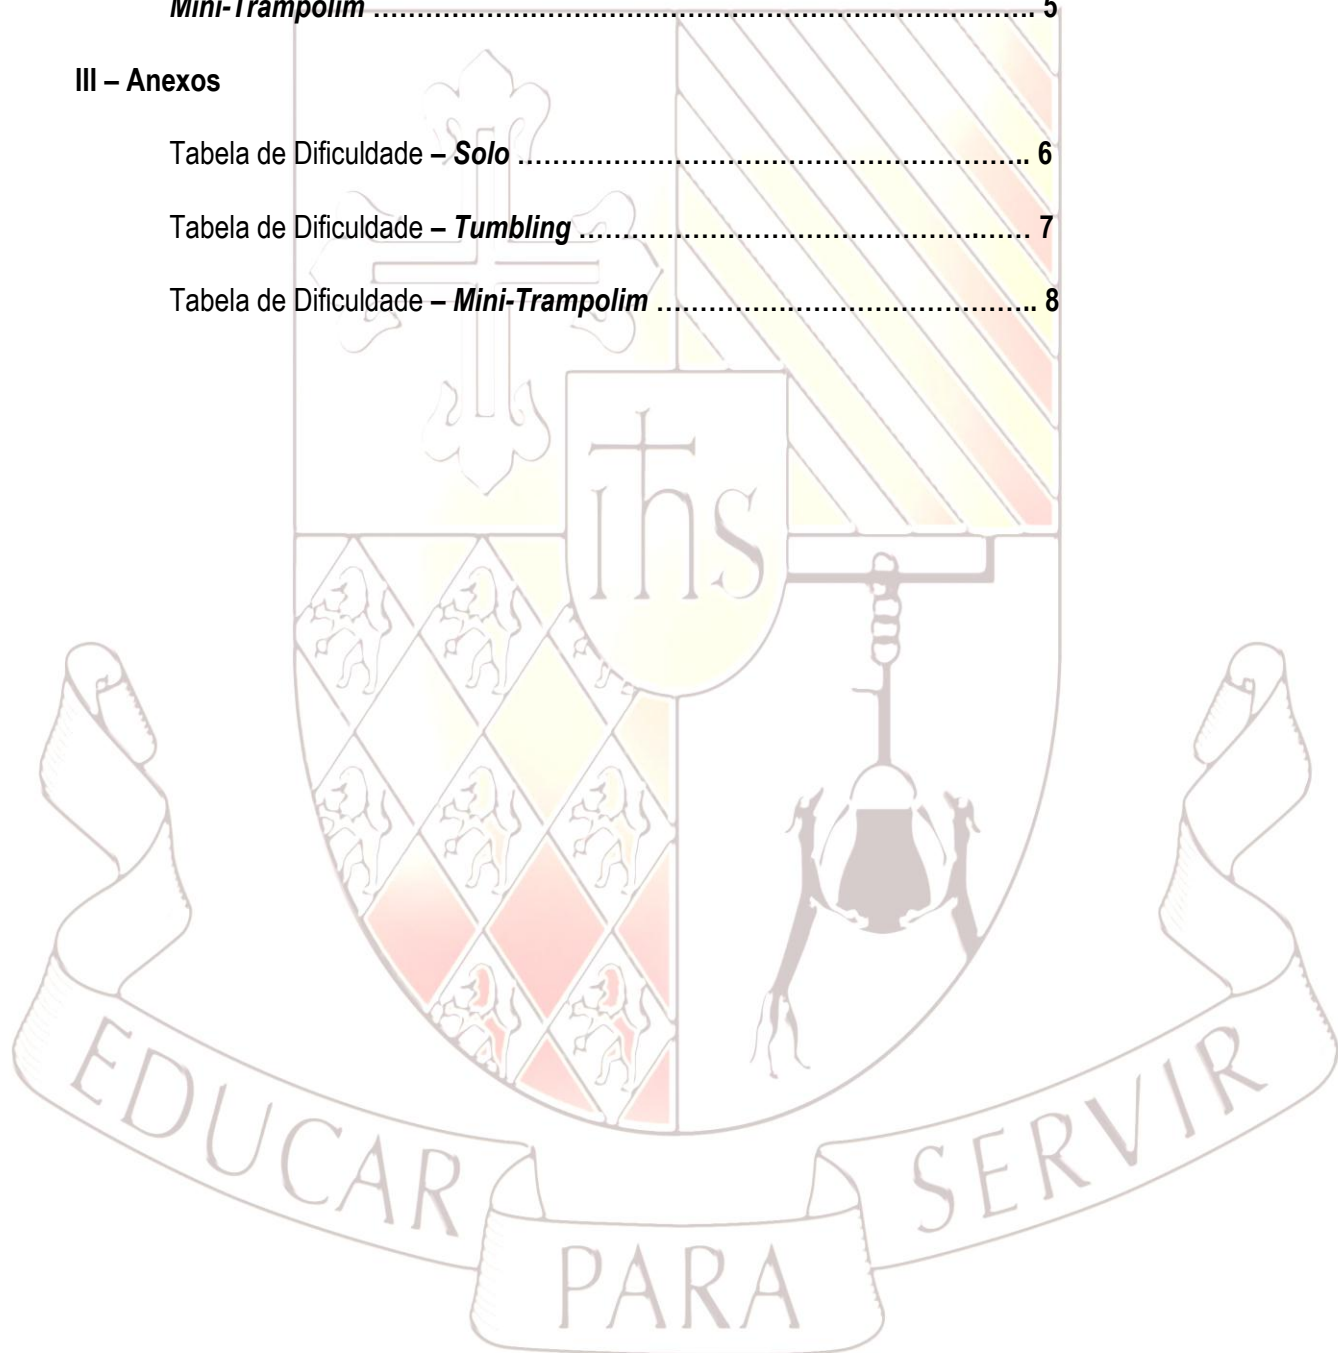 Mini-Trampolim ……………………………………………………………………. 5
III – Anexos
Tabela de Dificuldade – Solo ………………………………………………….. 6
Tabela de Dificuldade – Tumbling ………………………………………...…… 7
Tabela de Dificuldade – Mini-Trampolim …………………………………….. 8
ihs
EDUCAR
PARA
SERVIR